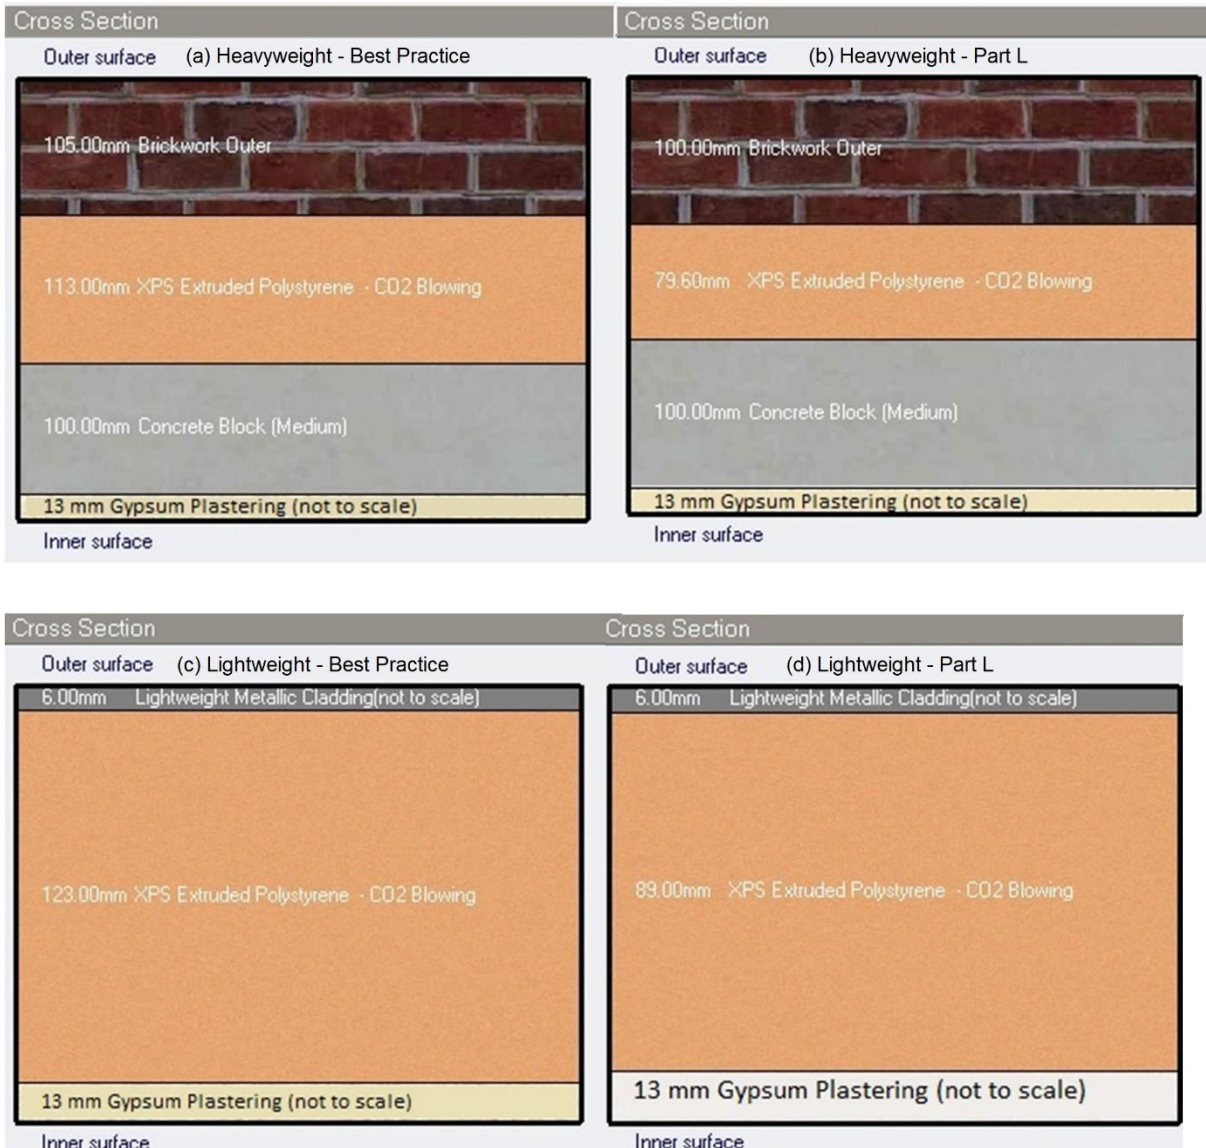 Cross Section
Outer surface (a) Heavyweight - Best Practice
105.00mm Brickwork Outer
113.00mm XPS Extruded Polystyrene - CO2 Blowing
100.00mm Concrete Block (Medium)
13 mm Gypsum Plastering (not to scale)
Inner surface
Cross Section
Outer surface (b) Heavyweight - Part L
100.00mm Brickwork Outer
79.60mm XPS Extruded Polystyrene - CO2 Blowing
100.00mm Concrete Block (Medium)
13 mm Gypsum Plastering (not to scale)
Inner surface
Cross Section
Outer surface (c) Lightweight - Best Practice
6.00mm Lightweight Metallic Cladding(not to scale)
123.00mm XPS Extruded Polystyrene - CO2 Blowing
13 mm Gypsum Plastering (not to scale)
Inner surface
Cross Section
Outer surface (d) Lightweight - Part L
6.00mm Lightweight Metallic Cladding(not to scale)
89.00mm XPS Extruded Polystyrene - CO2 Blowing
13 mm Gypsum Plastering (not to scale)
Inner surface